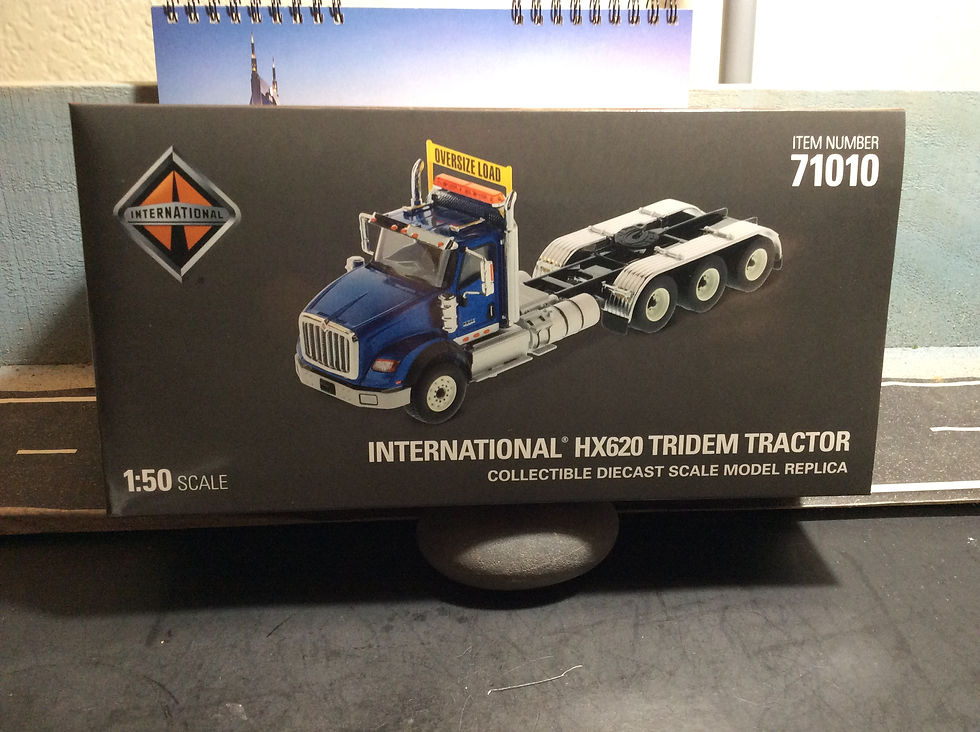 ITEM NUMBER
71010
INTERNATIONAL
OVERSIZE LOAD
INTERNATIONAL® HX620 TRIDEM TRACTOR
COLLECTIBLE DIECAST SCALE MODEL REPLICA
1:50 SCALE